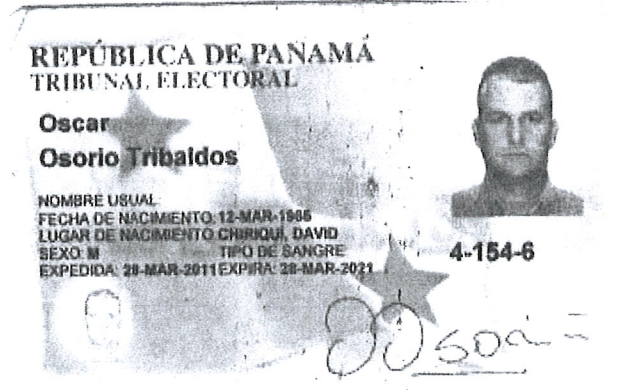 REPÚBLICA DE PANAMÁ
TRIBUNAL ELECTORAL
Oscar
Osorio Tribaldos
NOMBRE USUAL
FECHA DE NACIMIENTO: 12-MAR-
LUGAR DE NACIMIENTO: CHIRIQUÍ, DAVID
SEXO: M TIPO DE SANGRE
EXPEDIDA: 28-MAR-2011 EXPIRA: 28-MAR-2021
4-154-6